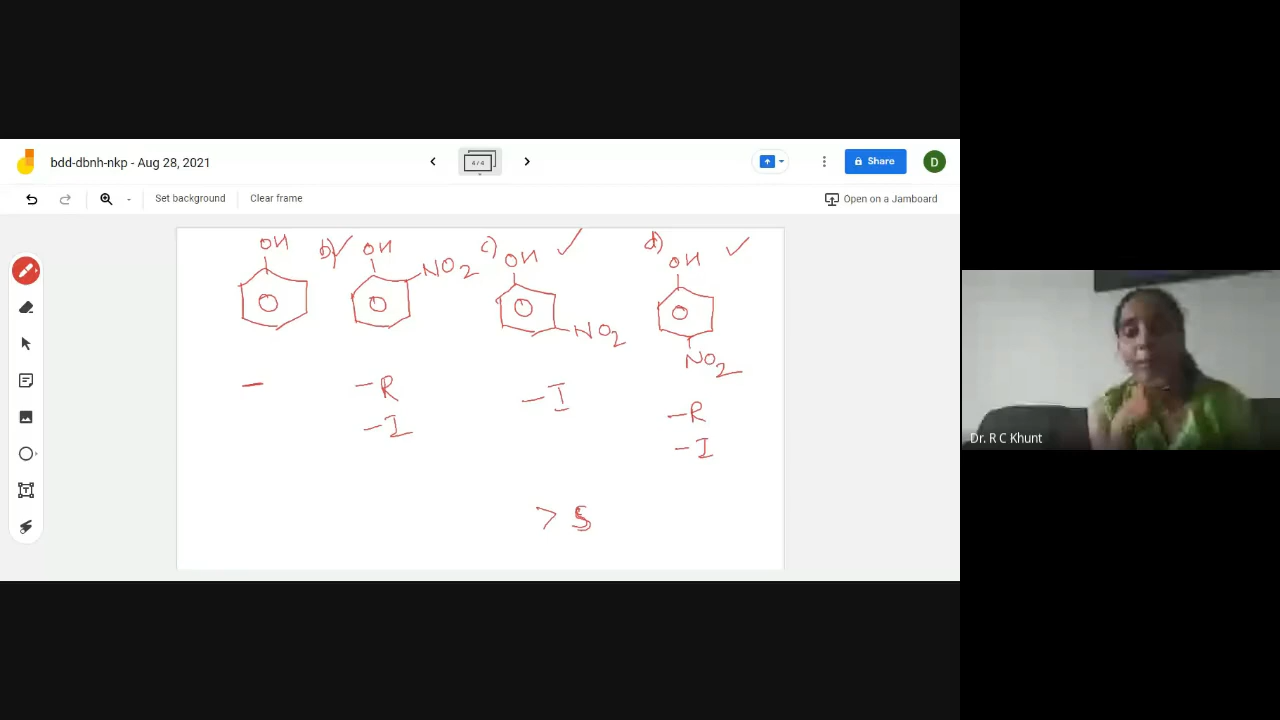 bdd-dbnh-nkp - Aug 28, 2021
4 / 4
Share
D
Set background
Clear frame
Open on a Jamboard
OH
b) OH
NO2
c) OH
NO2
d) OH
NO2
-
-R
-I
-I
-R
-I
> 5
Dr. R C Khunt